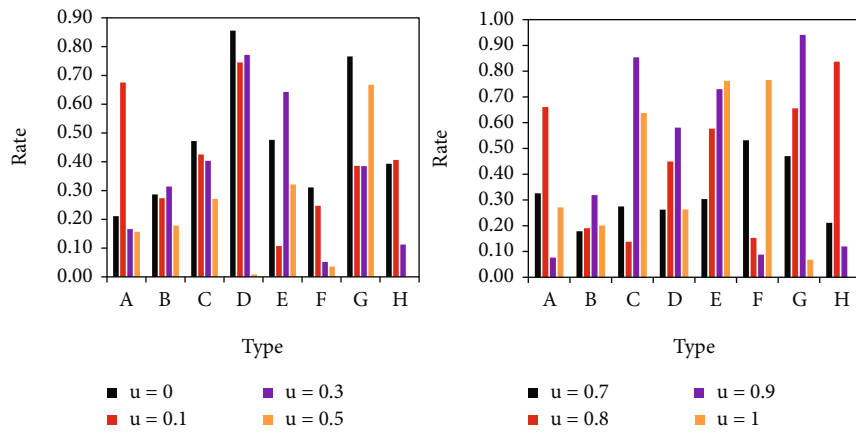 0.90
0.80
0.70
0.60
0.50
0.40
0.30
0.20
0.10
0.00
Rate
A B C D E F G H
Type
u = 0 u = 0.3
u = 0.1 u = 0.5
1.00
0.90
0.80
0.70
0.60
0.50
0.40
0.30
0.20
0.10
0.00
Rate
A B C D E F G H
Type
u = 0.7 u = 0.9
u = 0.8 u = 1